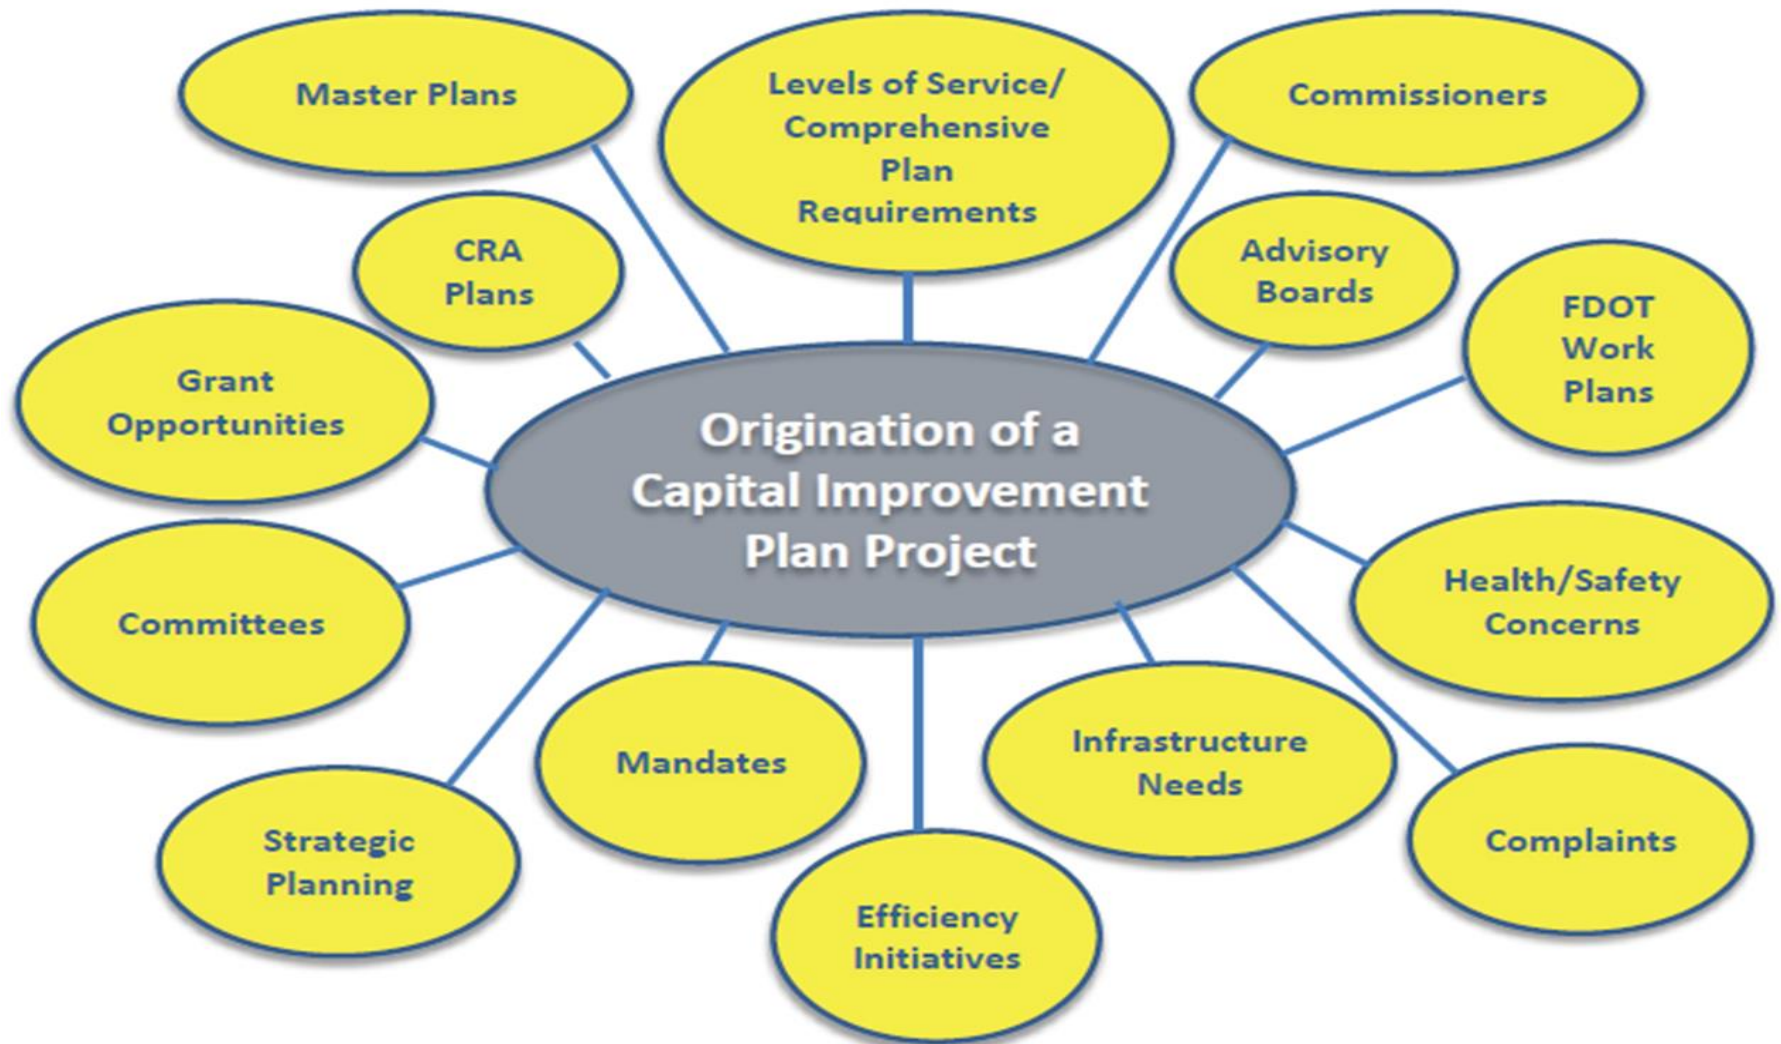 Master Plans
Levels of Service/
Comprehensive
Plan
Requirements
Commissioners
CRA
Plans
Advisory
Boards
FDOT
Work
Plans
Grant
Opportunities
Origination of a
Capital Improvement
Plan Project
Health/Safety
Concerns
Committees
Mandates
Infrastructure
Needs
Strategic
Planning
Complaints
Efficiency
Initiatives